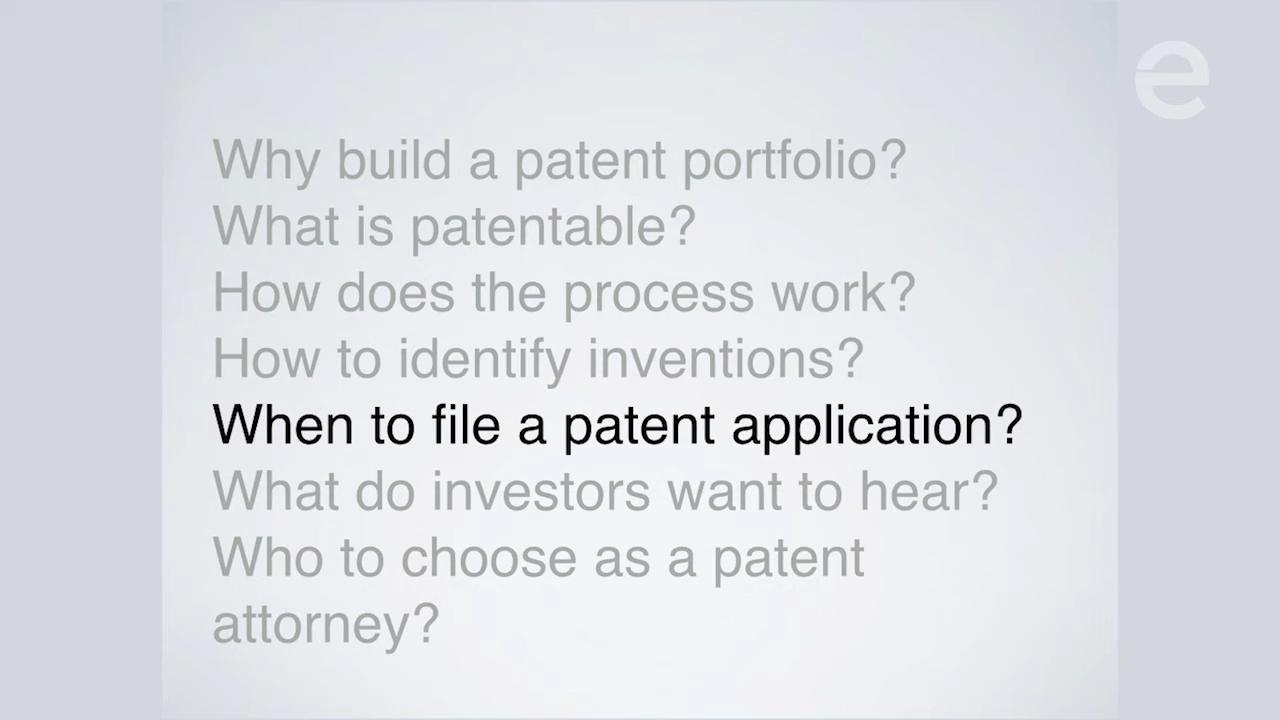 Why build a patent portfolio?
What is patentable?
How does the process work?
How to identify inventions?
When to file a patent application?
What do investors want to hear?
Who to choose as a patent
attorney?
e